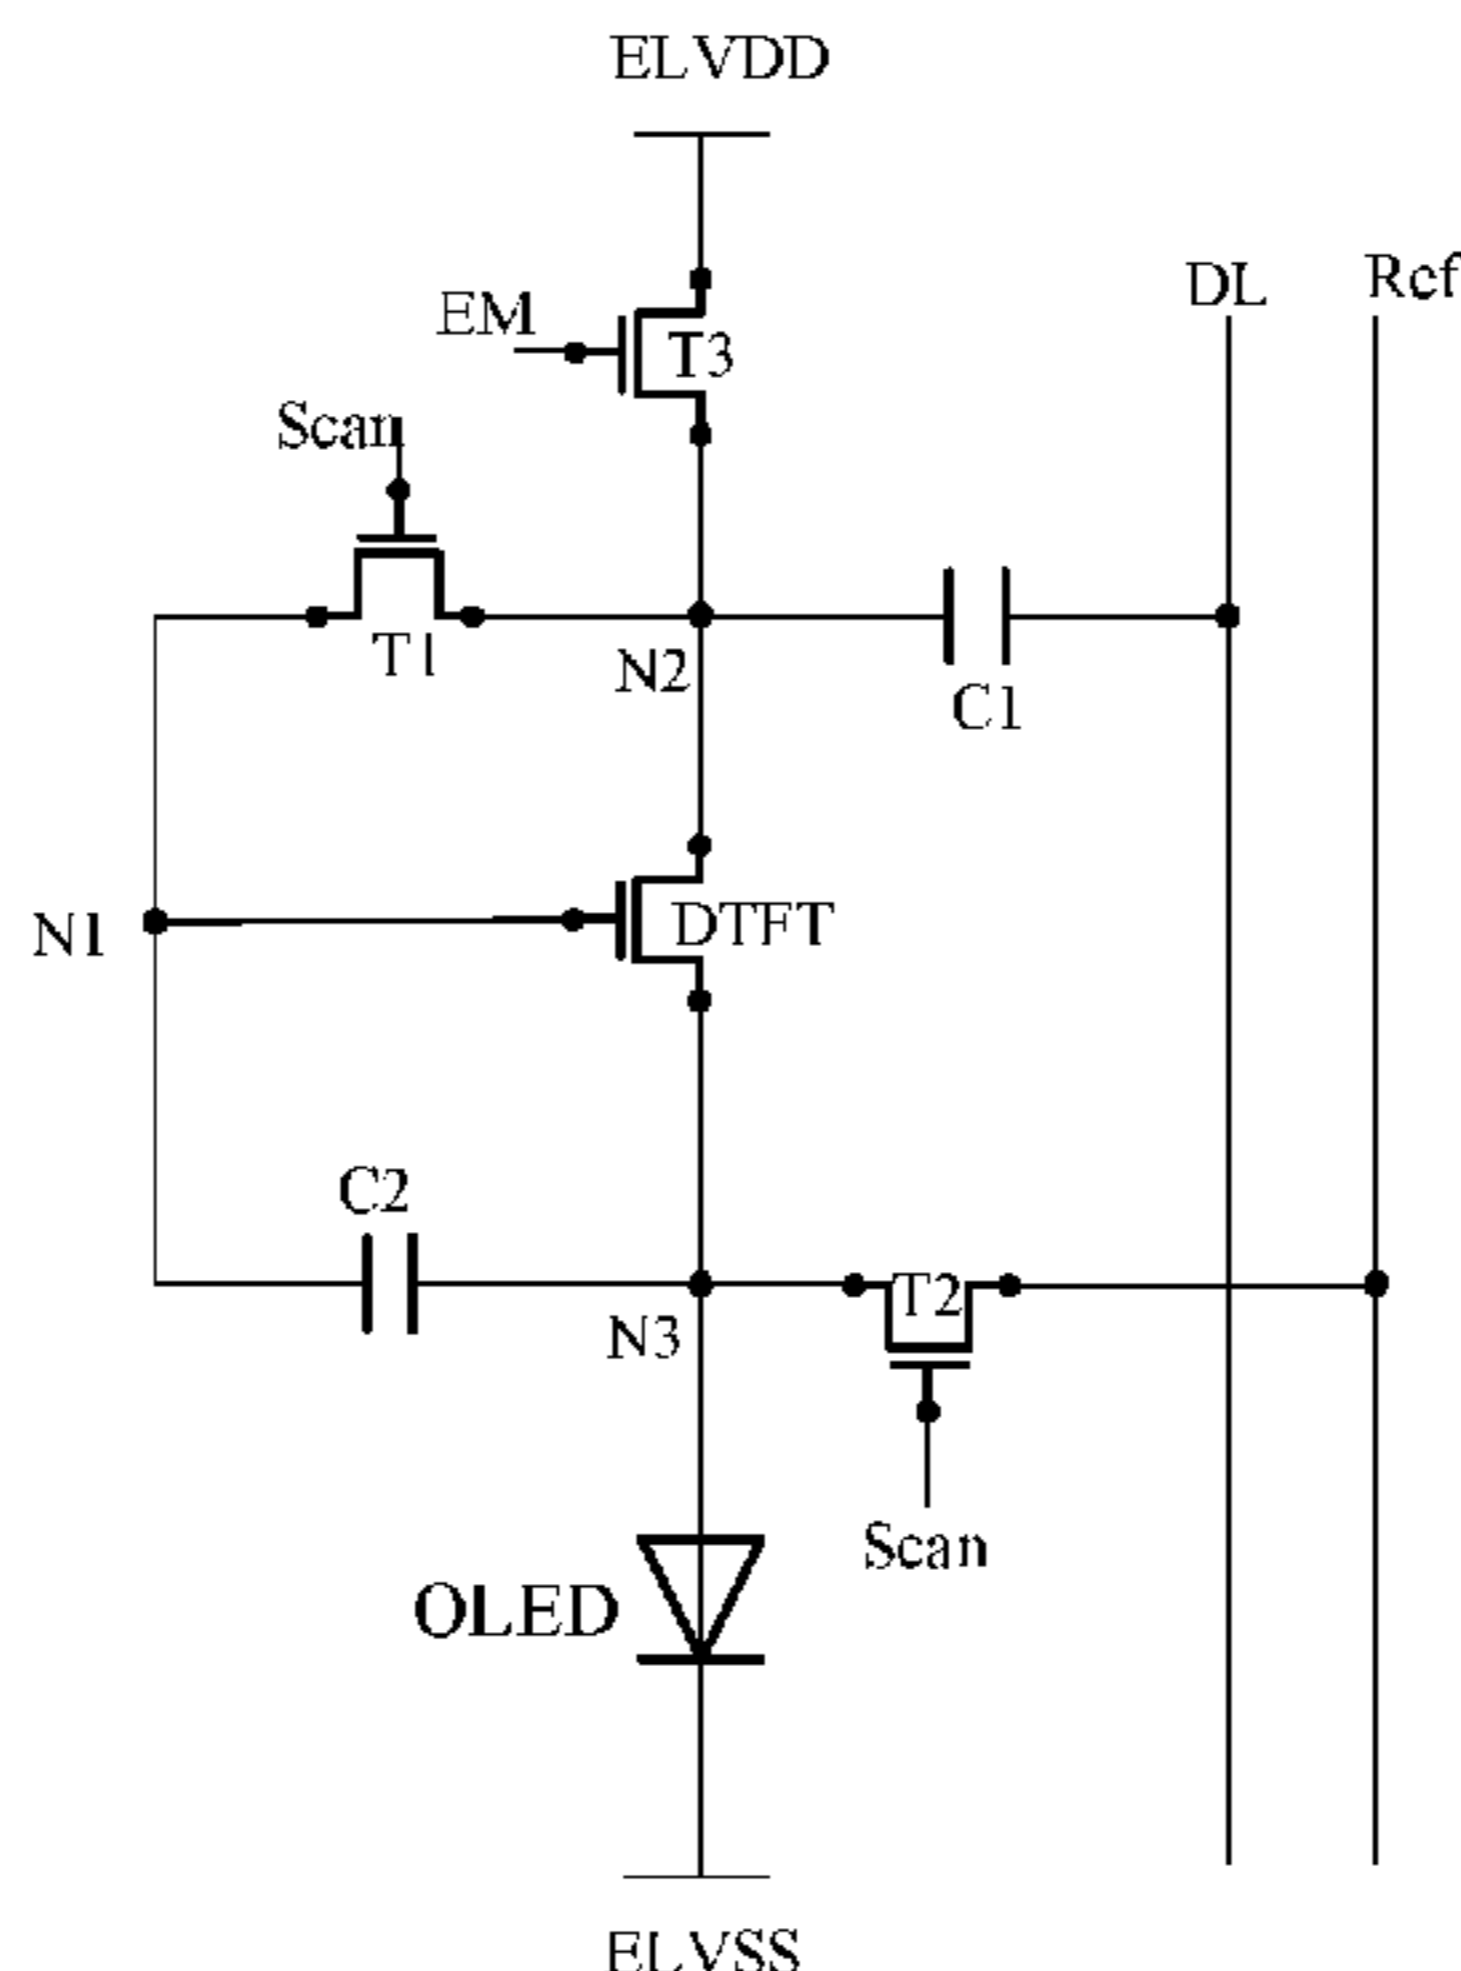 ELVDD
DL
Ref
EM
T3
Scan
T1
N2
C1
N1
DTFT
C2
T2
N3
Scan
OLED
ELVSS